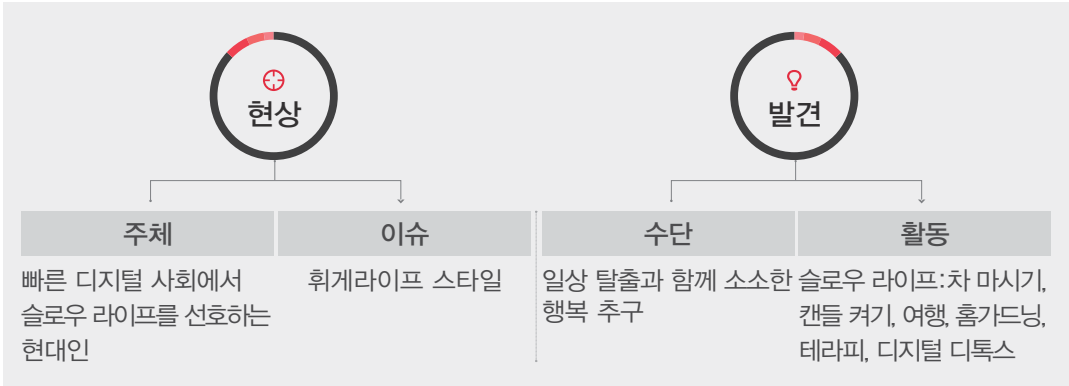 현상
발견
주체
이슈
수단
활동
빠른 디지털 사회에서
슬로우 라이프를 선호하는
현대인
휘게라이프 스타일
일상 탈출과 함께 소소한
행복 추구
슬로우 라이프:차 마시기,
캔들 켜기, 여행, 홈가드닝,
테라피, 디지털 디톡스